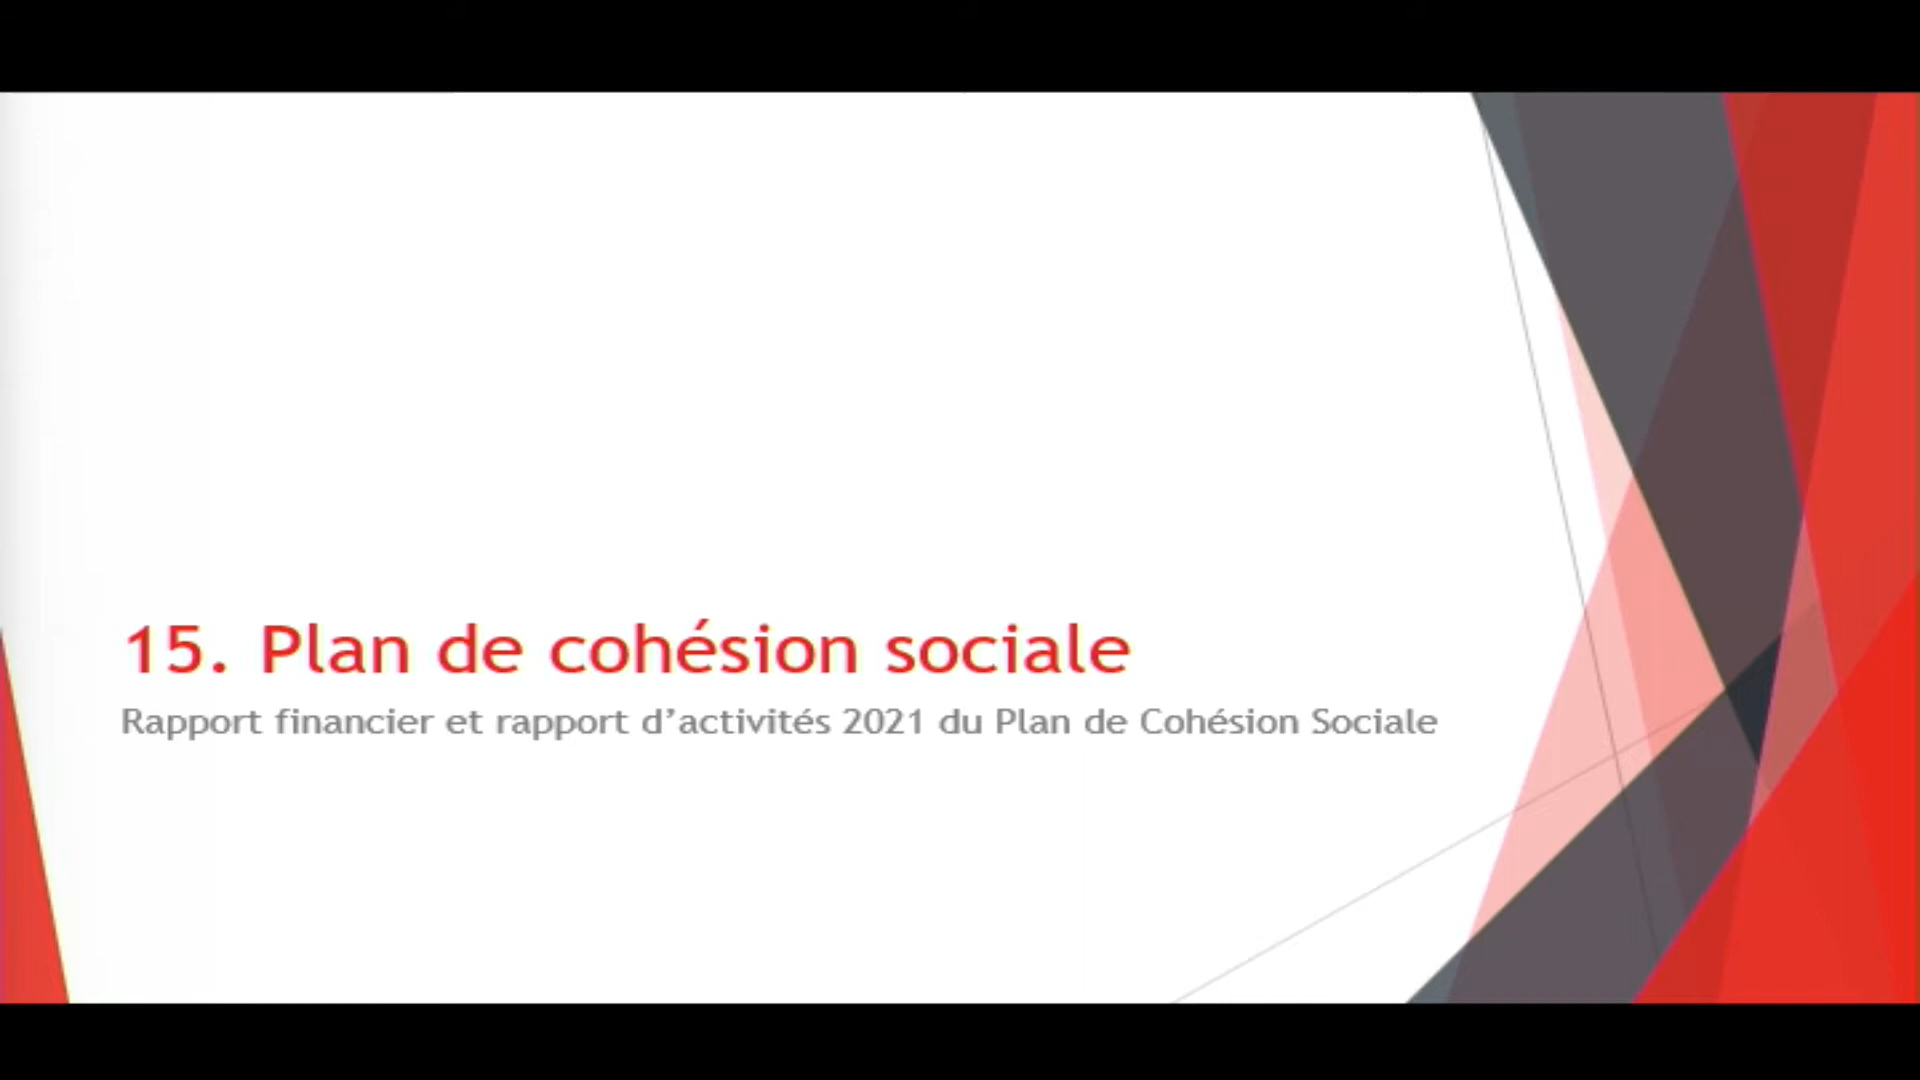 15. Plan de cohésion sociale
Rapport financier et rapport d’activités 2021 du Plan de Cohésion Sociale